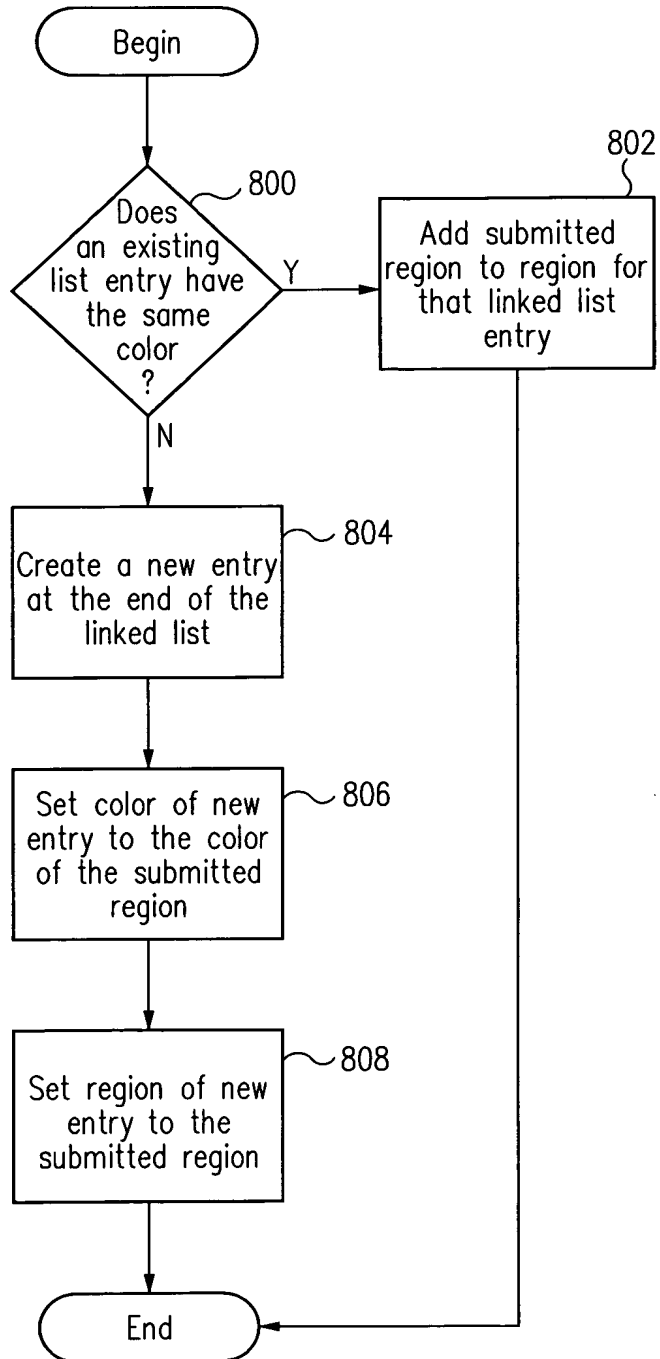 Begin
800
Does
an existing
list entry have
the same
color
?
Y
N
802
Add submitted
region to region for
that linked list
entry
804
Create a new entry
at the end of the
linked list
806
Set color of new
entry to the color
of the submitted
region
808
Set region of new
entry to the
submitted region
End